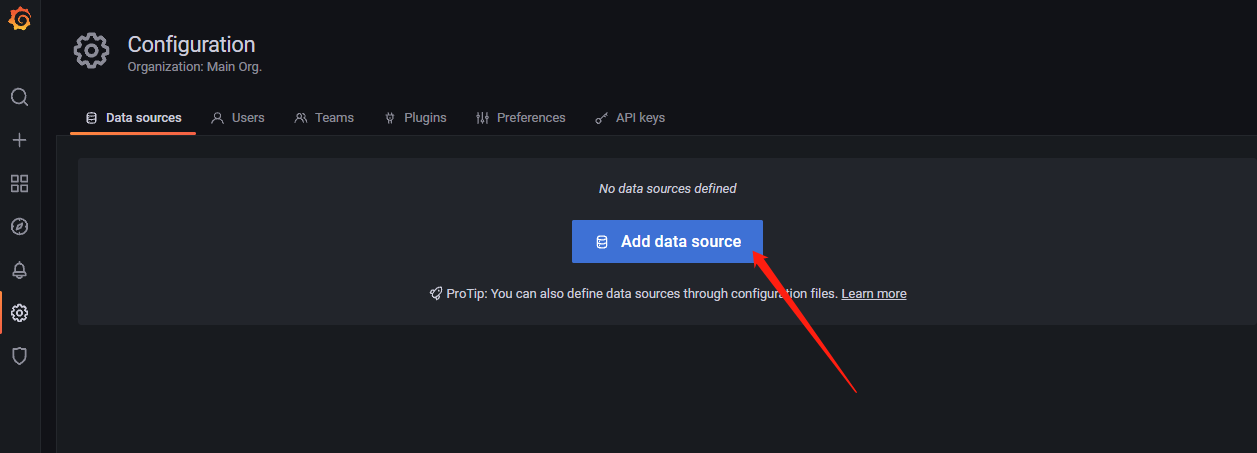 Configuration
Organization: Main Org.
Data sources Users Teams Plugins Preferences API keys
No data sources defined
Add data source
ProTip: You can also define data sources through configuration files. Learn more